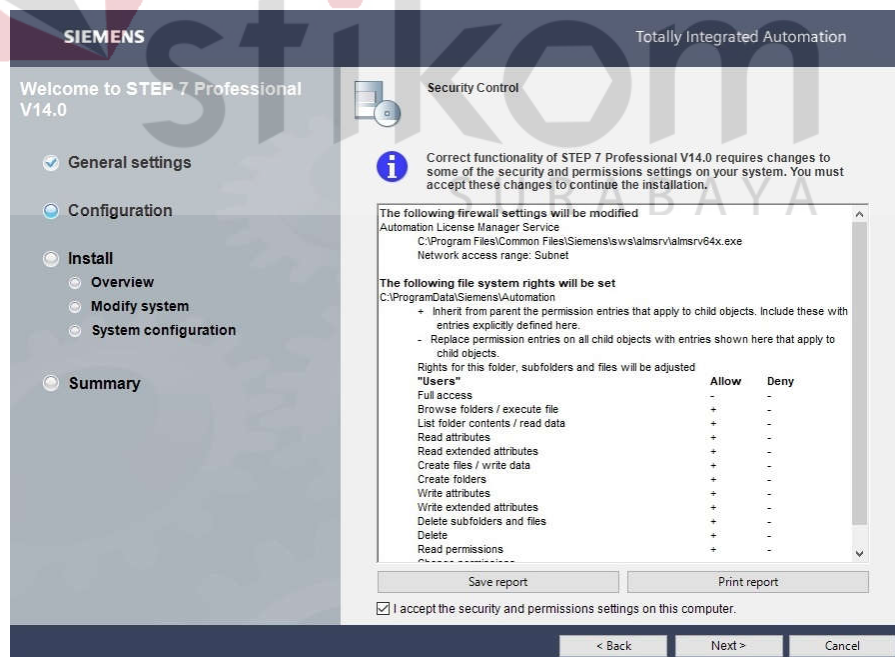 SIEMENS
Totally Integrated Automation
stikom
SURABAYA
Welcome to STEP 7 Professional
V14.0
General settings
Configuration
Install
Overview
Modify system
System configuration
Summary
Security Control
Correct functionality of STEP 7 Professional V14.0 requires changes to
some of the security and permissions settings on your system. You must
accept these changes to continue the installation.
The following firewall settings will be modified
Automation License Manager Service
C:\Program Files\Common Files\Siemens\sws\almsrv\almsrv64x.exe
Network access range: Subnet
The following file system rights will be set
C:\ProgramData\Siemens\Automation
+ Inherit from parent the permission entries that apply to child objects. Include these with
entries explicitly defined here.
- Replace permission entries on all child objects with entries shown here that apply to
child objects.
Rights for this folder, subfolders and files will be adjusted
"Users" Allow Deny
Full access - -
Browse folders / execute file + -
List folder contents / read data + -
Read attributes + -
Read extended attributes + -
Create files / write data + -
Create folders + -
Write attributes + -
Write extended attributes + -
Delete subfolders and files + -
Delete + -
Read permissions + -
Change permissions
Save report
Print report
I accept the security and permissions settings on this computer.
< Back
Next >
Cancel